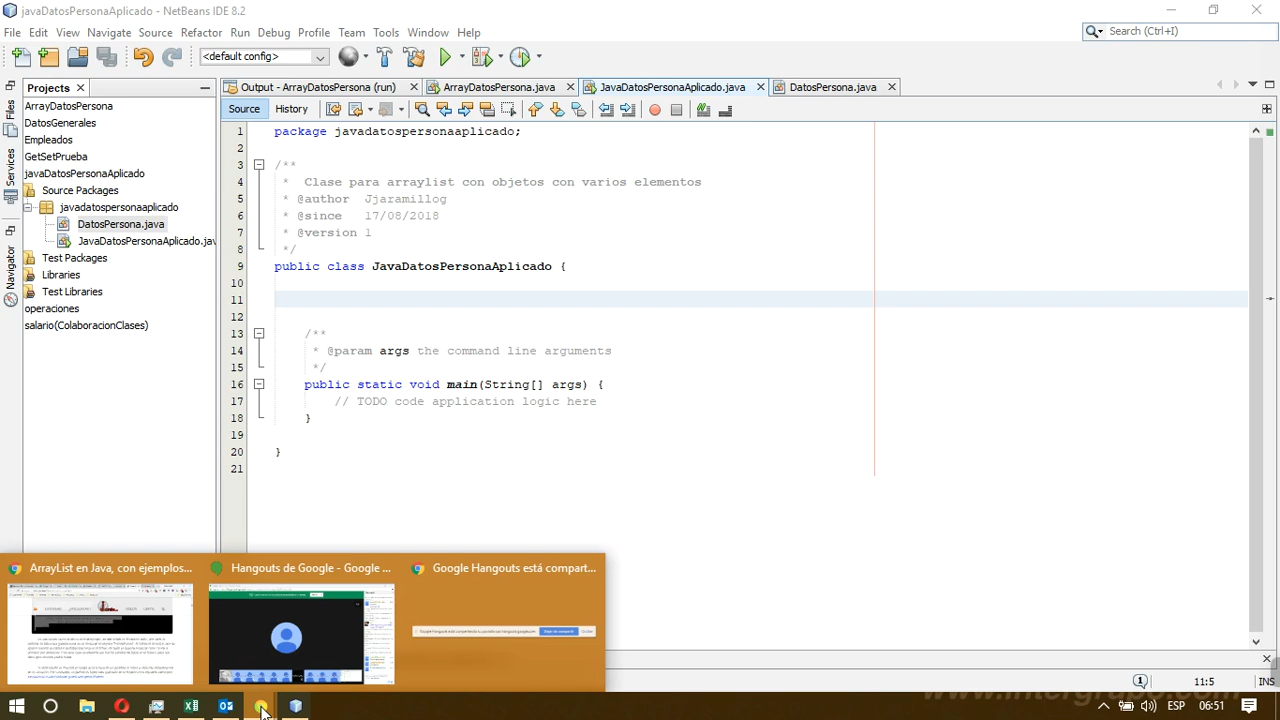 javaDatosPersonaAplicado - NetBeans IDE 8.2
File Edit View Navigate Source Refactor Run Debug Profile Team Tools Window Help
Search (Ctrl+I)
<default config>
Projects
Output - ArrayDatosPersona (run)
ArrayDatosPersona.java
JavaDatosPersonaAplicado.java
DatosPersona.java
Files
Services
Navigator
Source History
ArrayDatosPersona
DatosGenerales
Empleados
GetSetPrueba
javaDatosPersonaAplicado
Source Packages
javadatospersonaaplicado
DatosPersona.java
JavaDatosPersonaAplicado.jav
Test Packages
Libraries
Test Libraries
operaciones
salario(ColaboracionClases)
1 package javadatospersonaaplicado;
2
3 /**
4 * Clase para arraylist con objetos con varios elementos
5 * @author Jjaramillog
6 * @since 17/08/2018
7 * @version 1
8 */
9 public class JavaDatosPersonaAplicado {
10
11
12
13 /**
14 * @param args the command line arguments
15 */
16 public static void main(String[] args) {
17 // TODO code application logic here
18 }
19
20 }
21
ArrayList en Java, con ejemplos...
Hangouts de Google - Google ...
Google Hangouts está compart...
11:5
INS
ESP
06:51